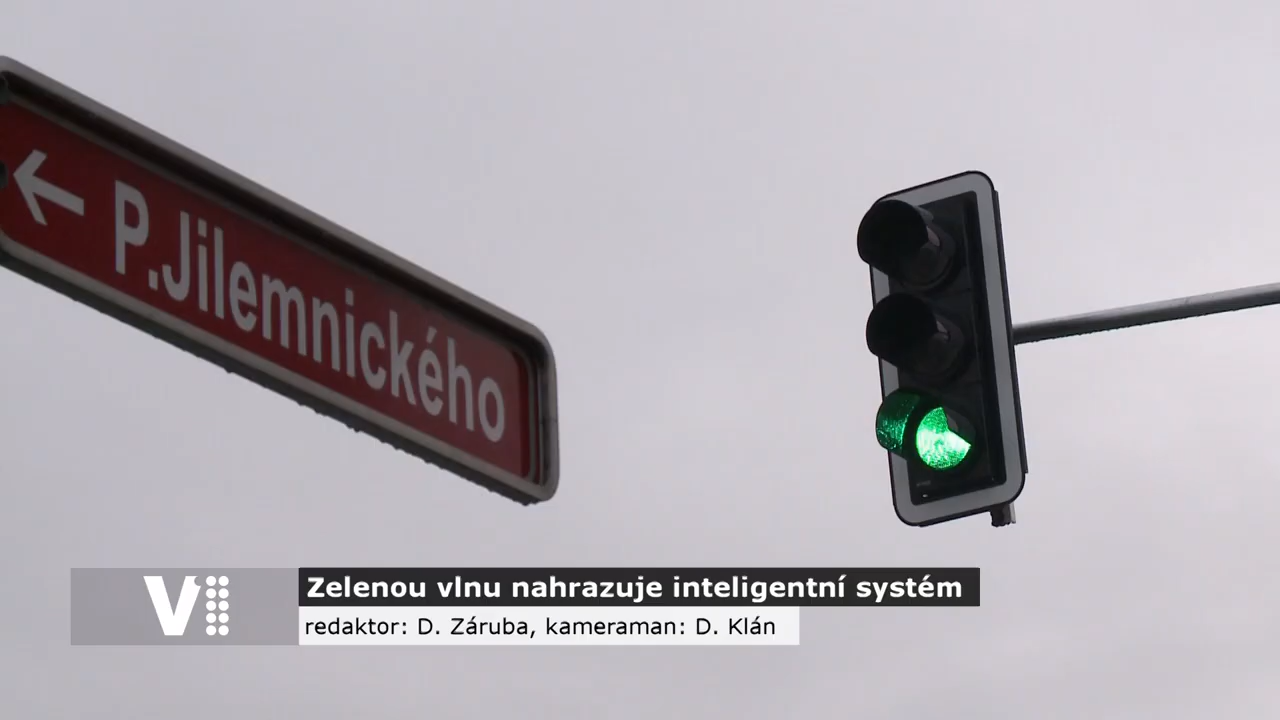 ← P.Jilemnického
Vi
Zelenou vlnu nahrazuje inteligentní systém
redaktor: D. Záruba, kameraman: D. Klán